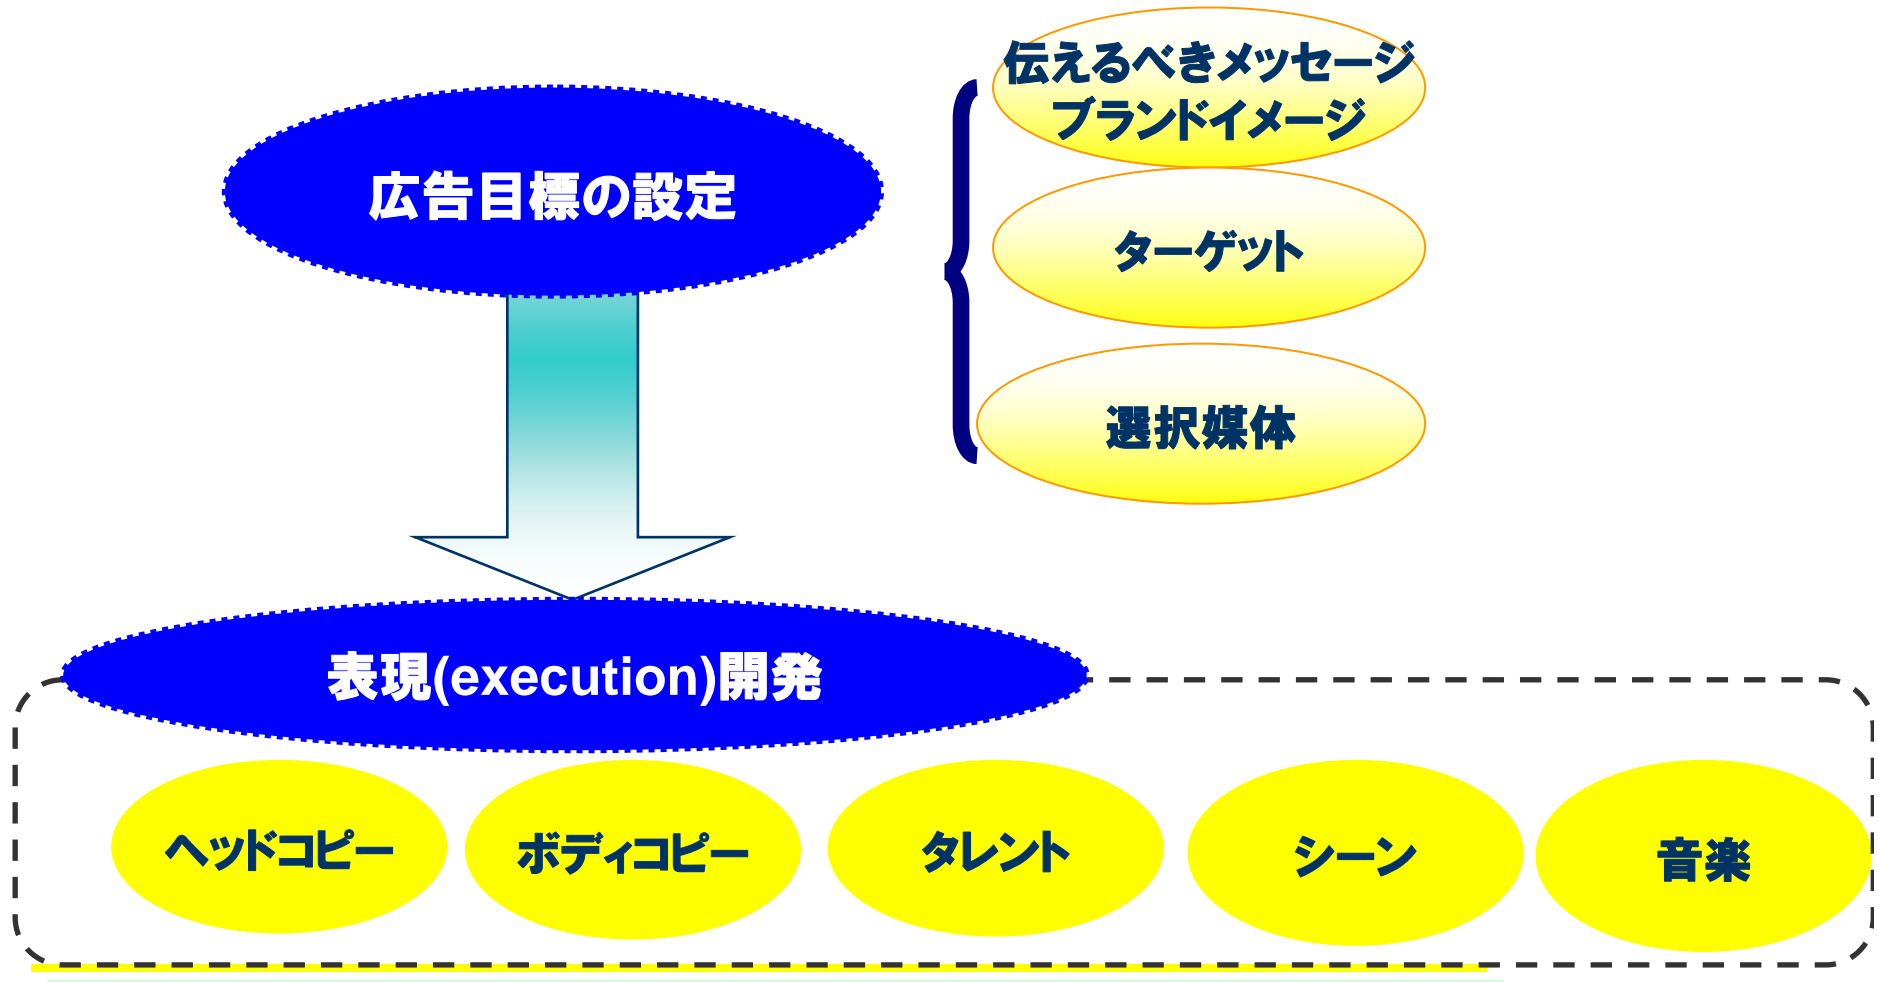 伝えるべきメッセージ
ブランドイメージ
広告目標の設定
ターゲット
選択媒体
表現(execution)開発
ヘッドコピー
ボディコピー
タレント
シーン
音楽